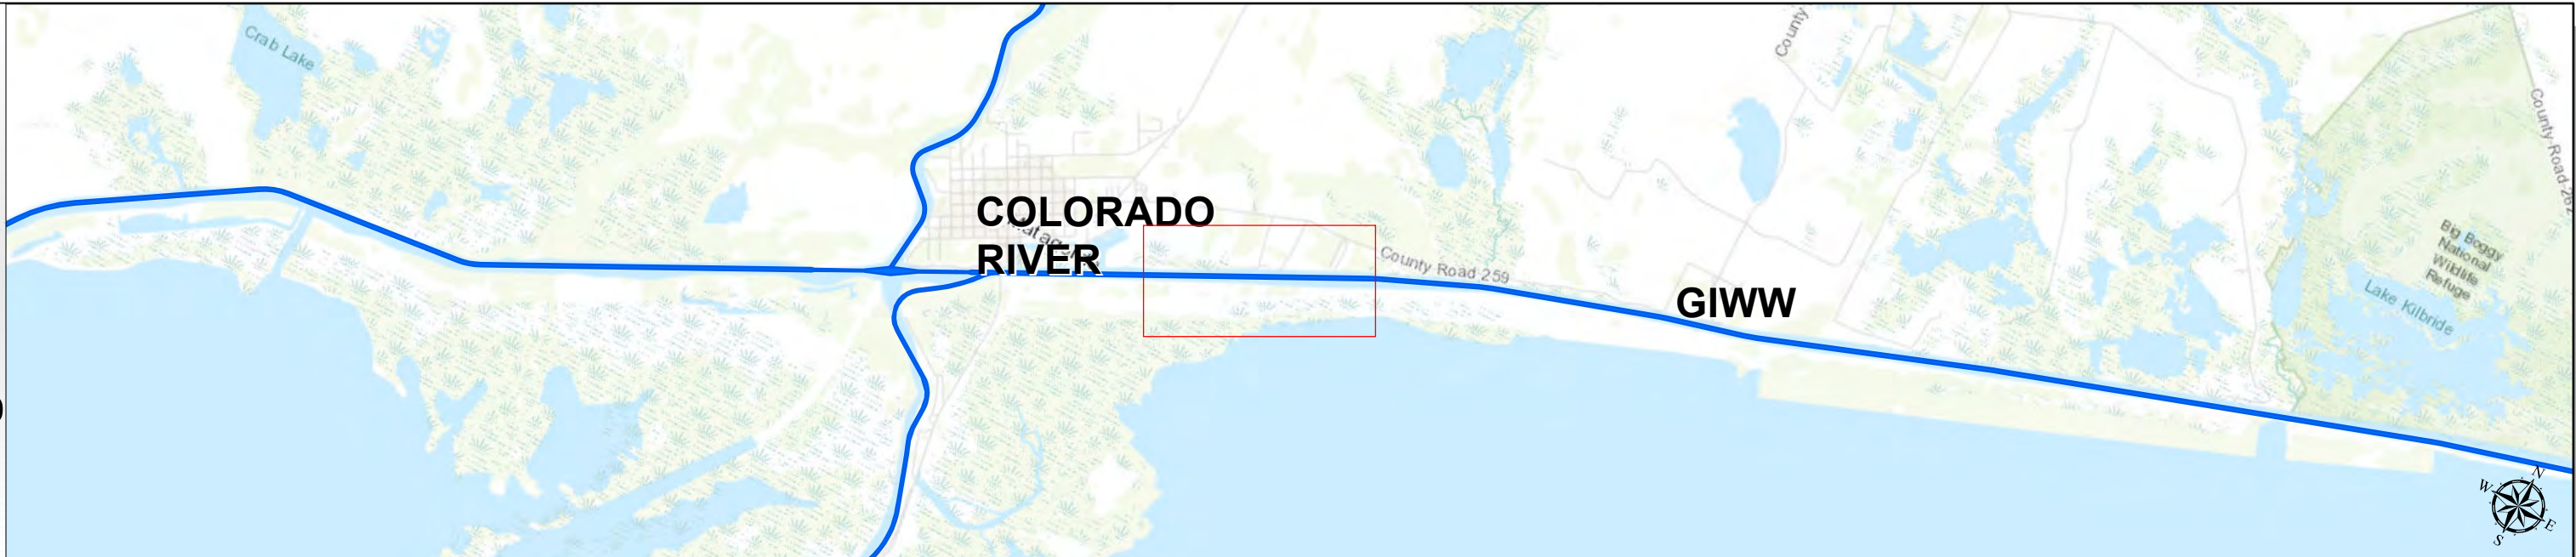 Crab Lake
County
County Road 262
COLORADO
RIVER
County Road 259
GIWW
Big Boggy
National
Wildlife
Refuge
Lake Kilbride
N
W
E
S